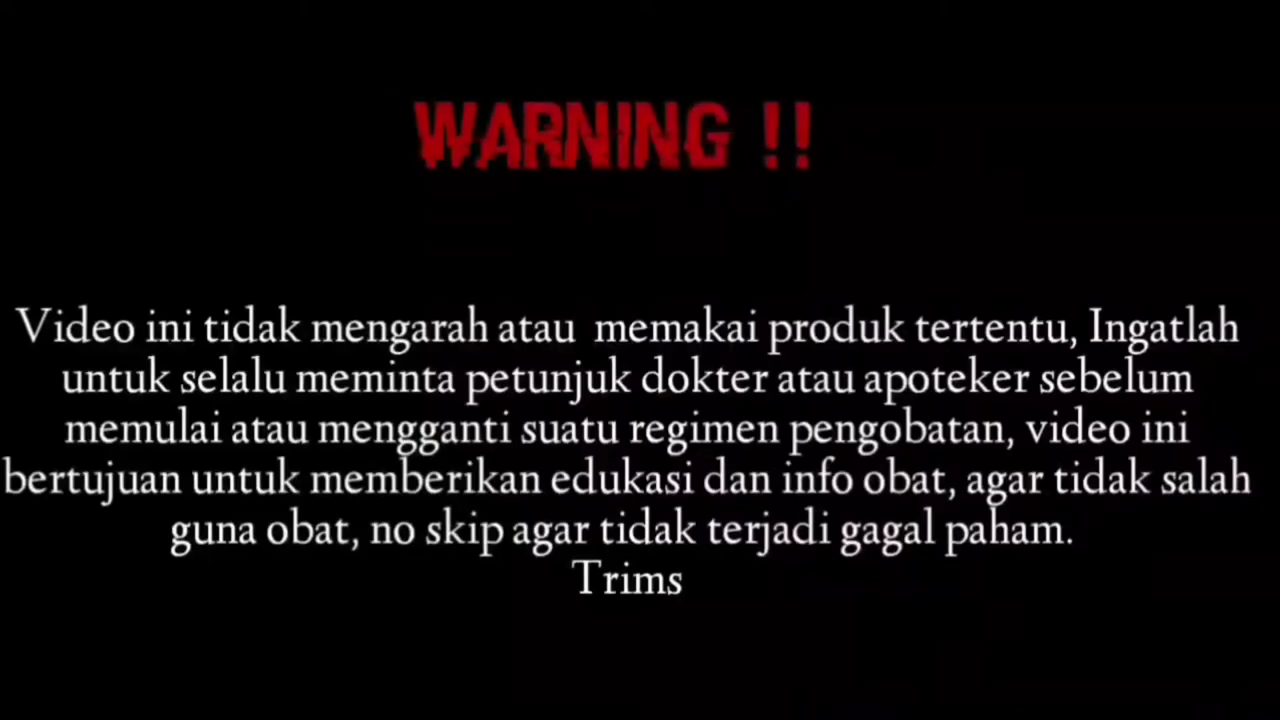 WARNING !!
Video ini tidak mengarah atau memakai produk tertentu, Ingatlah
untuk selalu meminta petunjuk dokter atau apoteker sebelum
memulai atau mengganti suatu regimen pengobatan, video ini
bertujuan untuk memberikan edukasi dan info obat, agar tidak salah
guna obat, no skip agar tidak terjadi gagal paham.
Trims